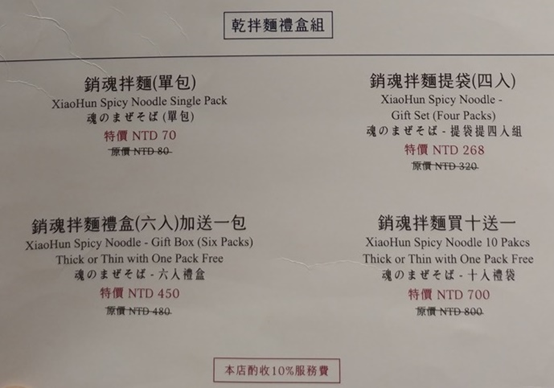 乾拌麵禮盒組
銷魂拌麵(單包)
XiaoHun Spicy Noodle Single Pack
魂のまぜそば (單包)
特價 NTD 70
原價 NTD 80
銷魂拌麵提袋(四入)
XiaoHun Spicy Noodle -
Gift Set (Four Packs)
魂のまぜそば - 提袋提四入組
特價 NTD 268
原價 NTD 320
銷魂拌麵禮盒(六入)加送一包
XiaoHun Spicy Noodle - Gift Box (Six Packs)
Thick or Thin with One Pack Free
魂のまぜそば - 六入禮盒
特價 NTD 450
原價 NTD 480
銷魂拌麵買十送一
XiaoHun Spicy Noodle 10 Pakcs
Thick or Thin with One Pack Free
魂のまぜそば - 十入禮袋
特價 NTD 700
原價 NTD 800
本店酌收10%服務費